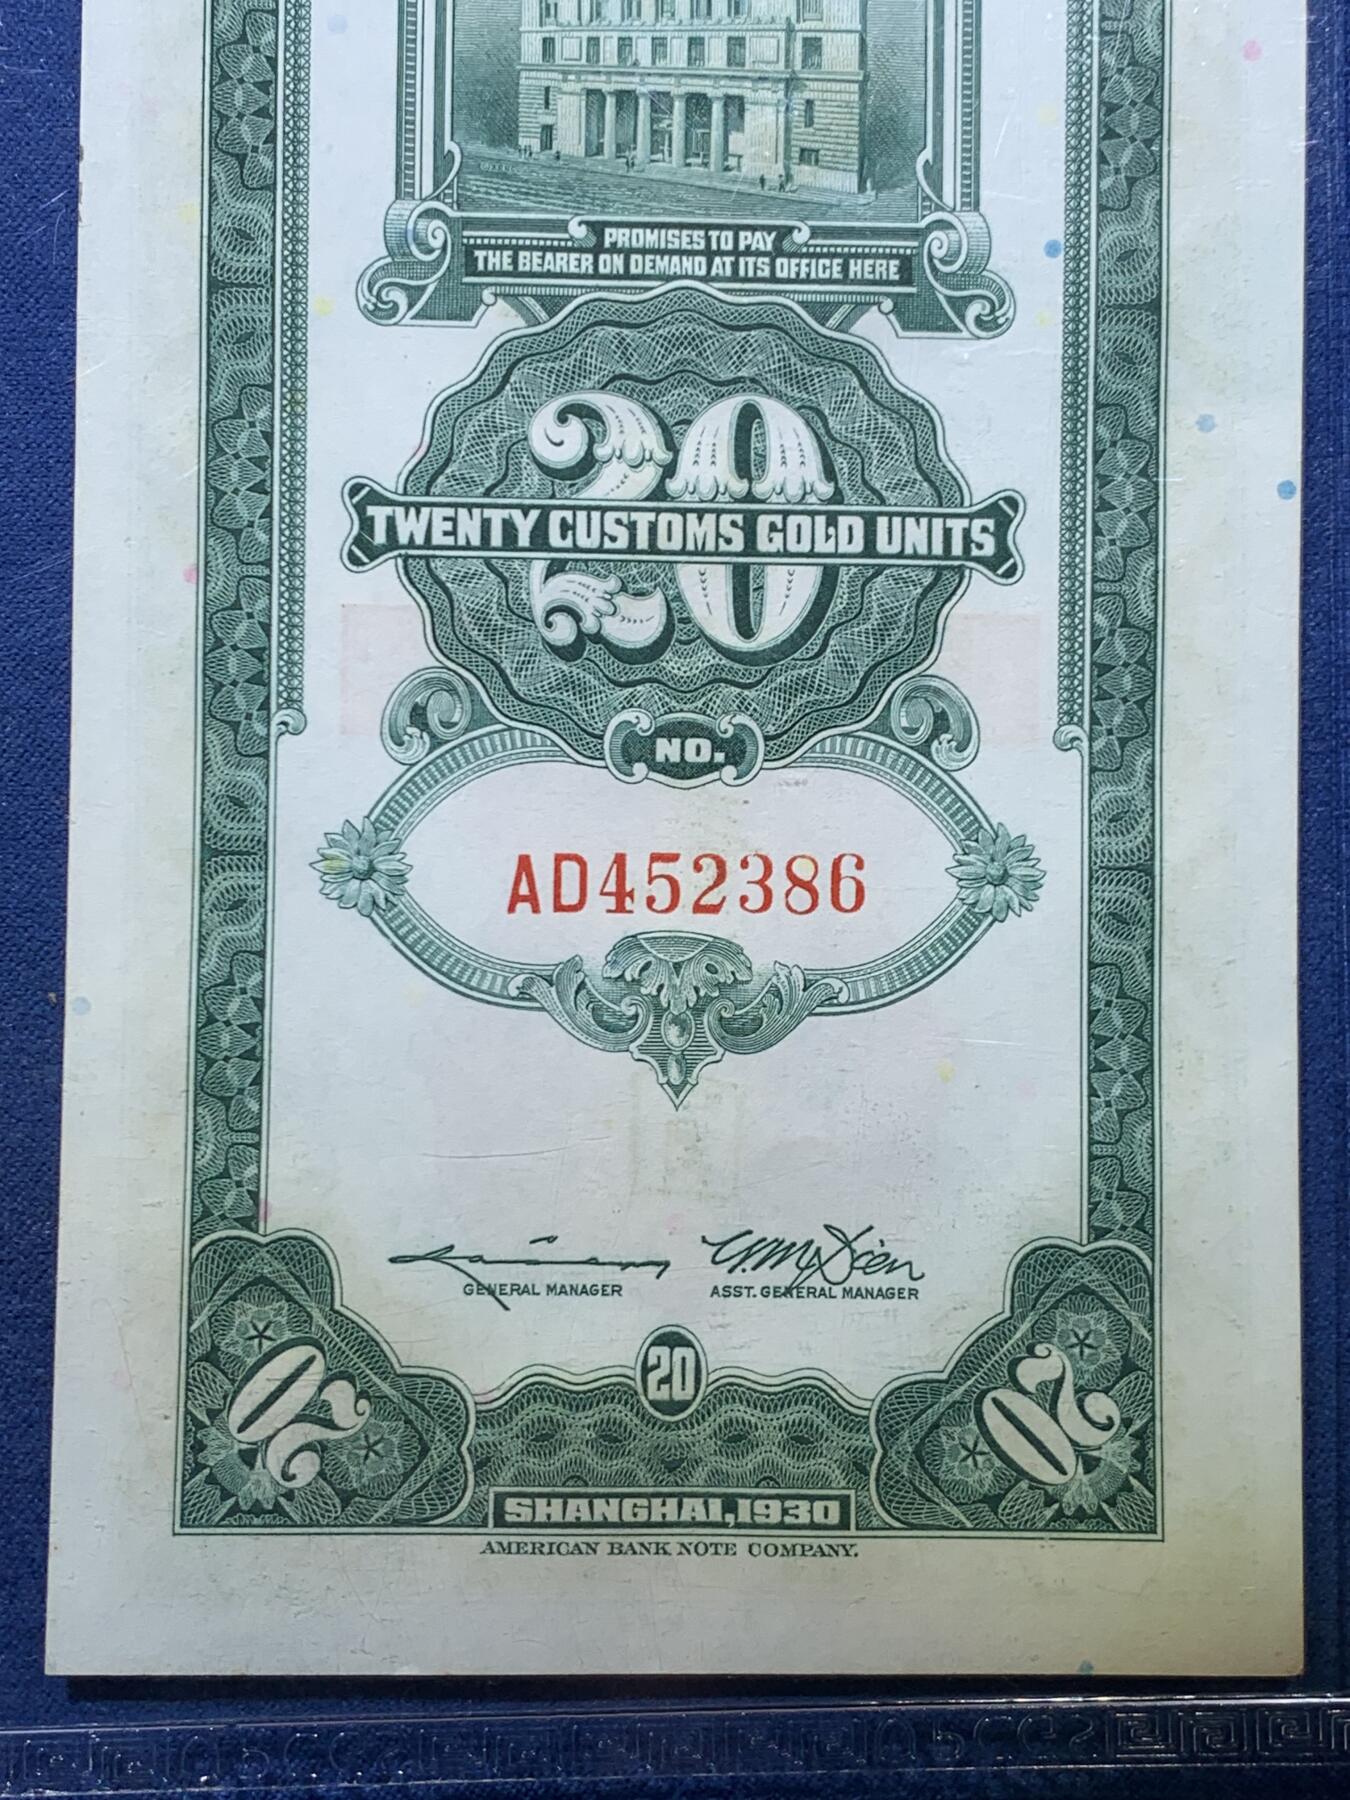 PROMISES TO PAY
THE BEARER ON DEMAND AT ITS OFFICE HERE
20
TWENTY CUSTOMS GOLD UNITS
NO.
AD452386
GENERAL MANAGER
ASST. GENERAL MANAGER
20
20
20
SHANGHAI, 1930
AMERICAN BANK NOTE COMPANY.